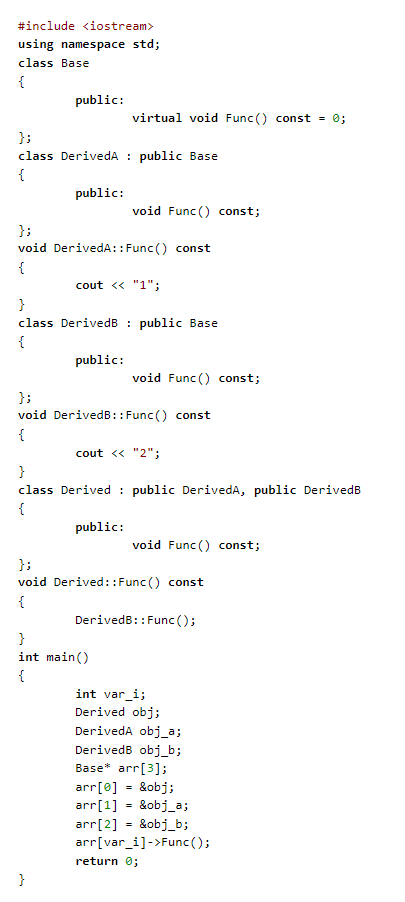 #include <iostream>
using namespace std;
class Base
{
        public:
                virtual void Func() const = 0;
};
class DerivedA : public Base
{
        public:
                void Func() const;
};
void DerivedA::Func() const
{
        cout << "1";
}
class DerivedB : public Base
{
        public:
                void Func() const;
};
void DerivedB::Func() const
{
        cout << "2";
}
class Derived : public DerivedA, public DerivedB
{
        public:
                void Func() const;
};
void Derived::Func() const
{
        DerivedB::Func();
}
int main()
{
        int var_i;
        Derived obj;
        DerivedA obj_a;
        DerivedB obj_b;
        Base* arr[3];
        arr[0] = &obj;
        arr[1] = &obj_a;
        arr[2] = &obj_b;
        arr[var_i]->Func();
        return 0;
}